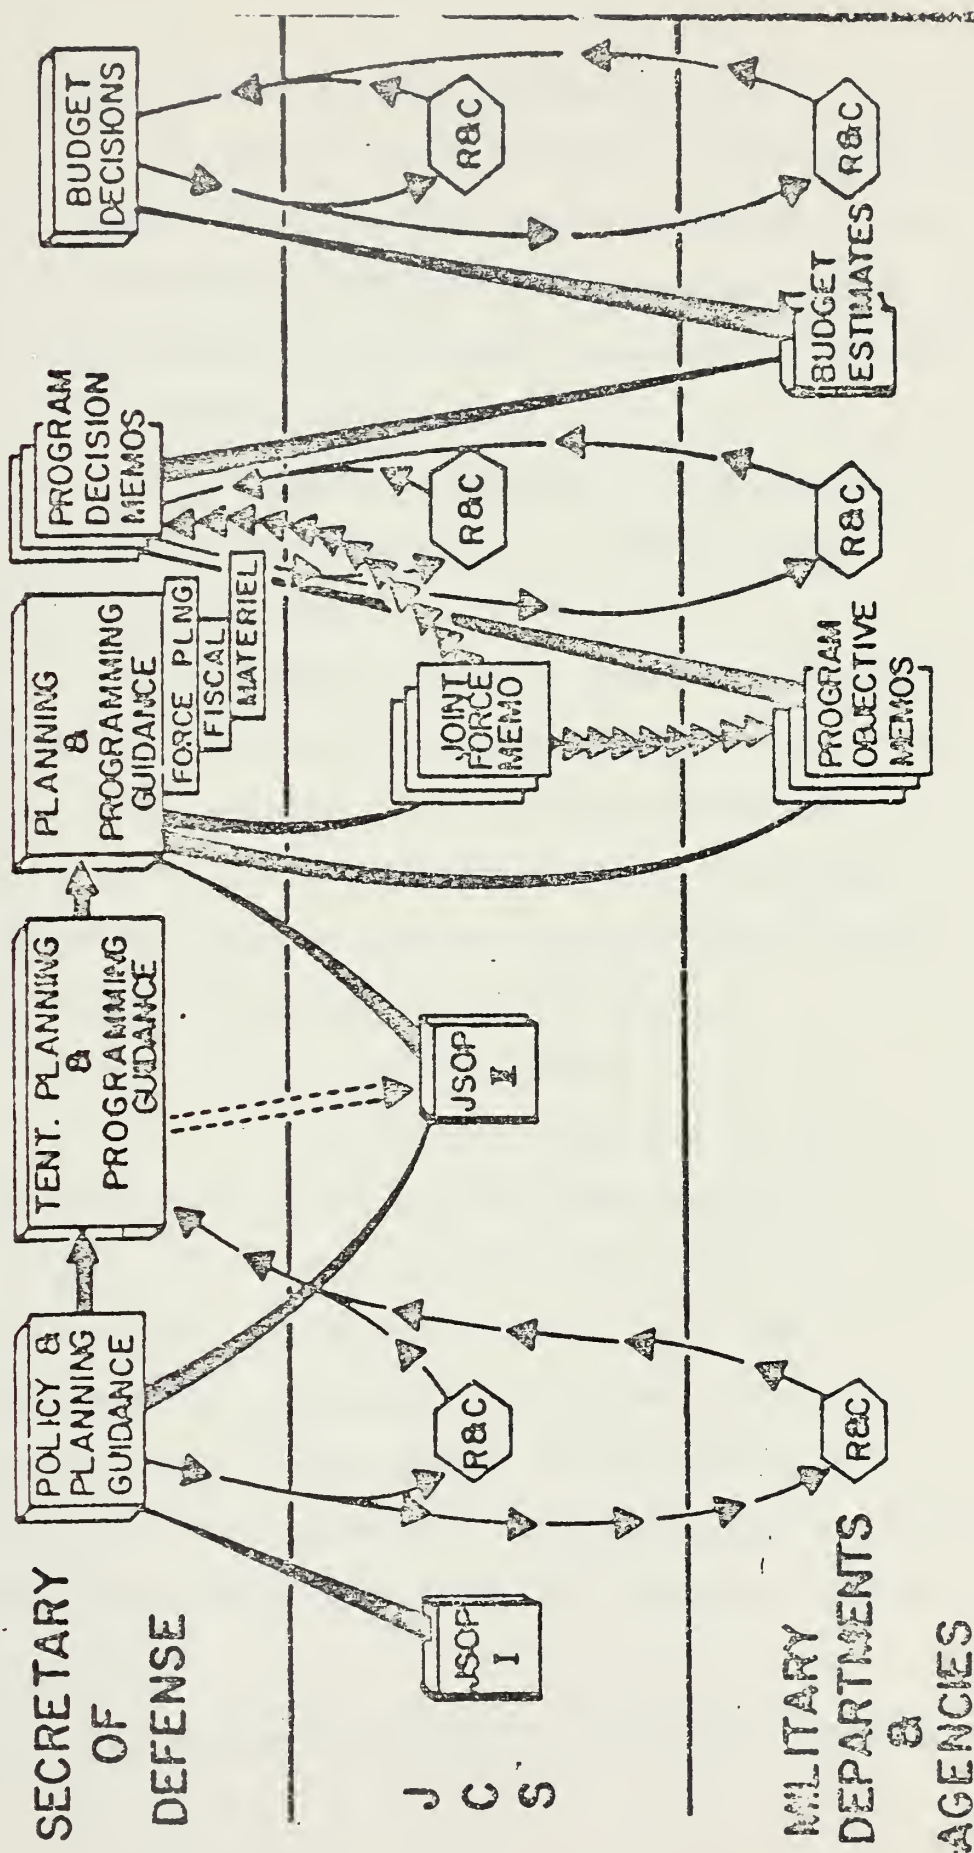 SECRETARY
OF
DEFENSE
POLICY &
PLANNING
GUIDANCE
TENT. PLANNING
&
PROGRAMMING
GUIDANCE
PLANNING
&
PROGRAMMING
GUIDANCE
FORCE PLNG
FISCAL
MATERIEL
PROGRAM
DECISION
MEMOS
BUDGET
DECISIONS
J
C
S
JSOP
I
R&C
JSOP
II
JOINT
FORCE
MEMO
R&C
R&C
MILITARY
DEPARTMENTS
&
AGENCIES
R&C
PROGRAM
OBJECTIVE
MEMOS
R&C
BUDGET
ESTIMATES
R&C